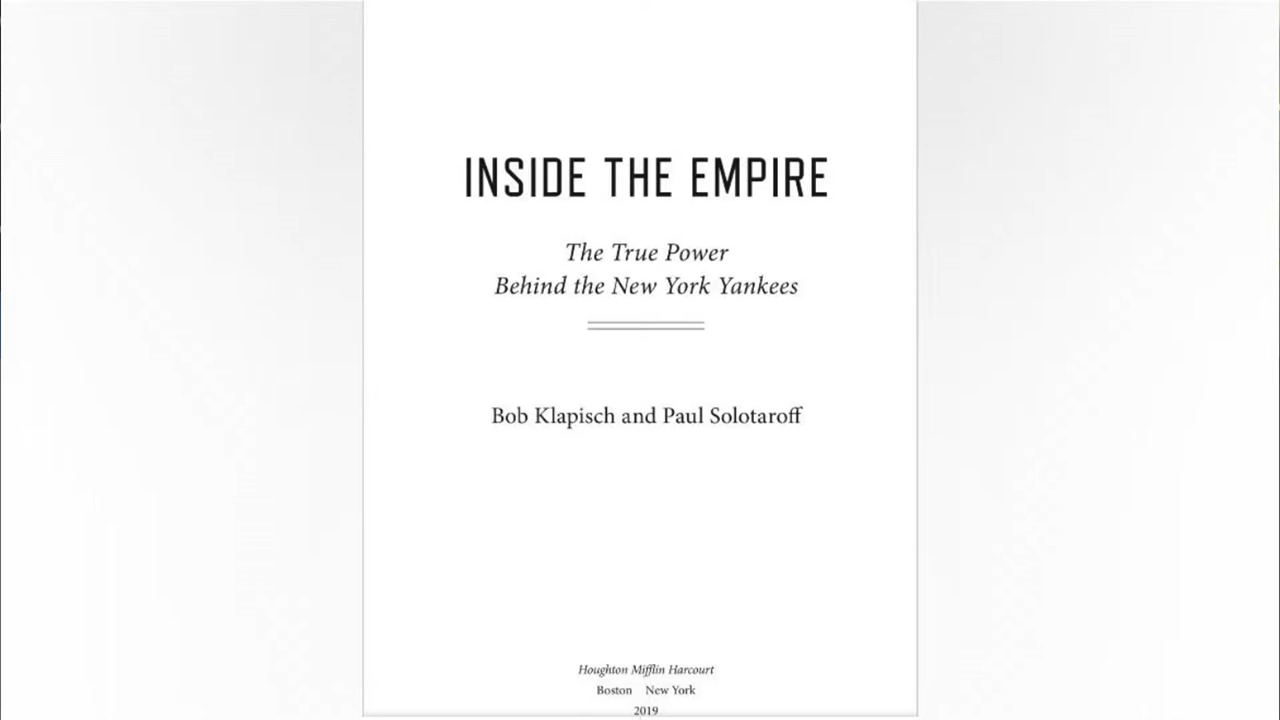 INSIDE THE EMPIRE
The True Power
Behind the New York Yankees
Bob Klapisch and Paul Solotaroff
Houghton Mifflin Harcourt
Boston New York
2019